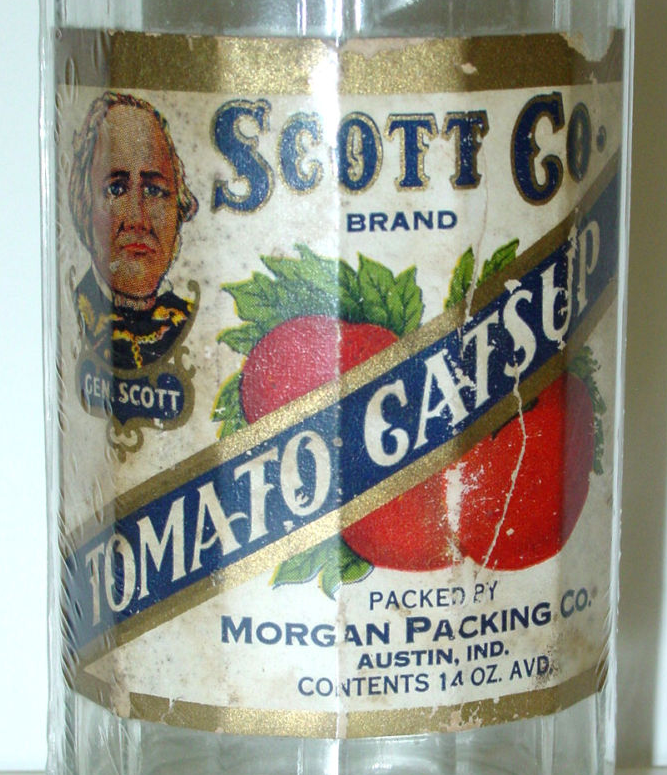 SCOTT CO.
BRAND
GEN. SCOTT
TOMATO CATSUP
PACKED BY
MORGAN PACKING CO.
AUSTIN, IND.
CONTENTS 14 OZ. AVD.